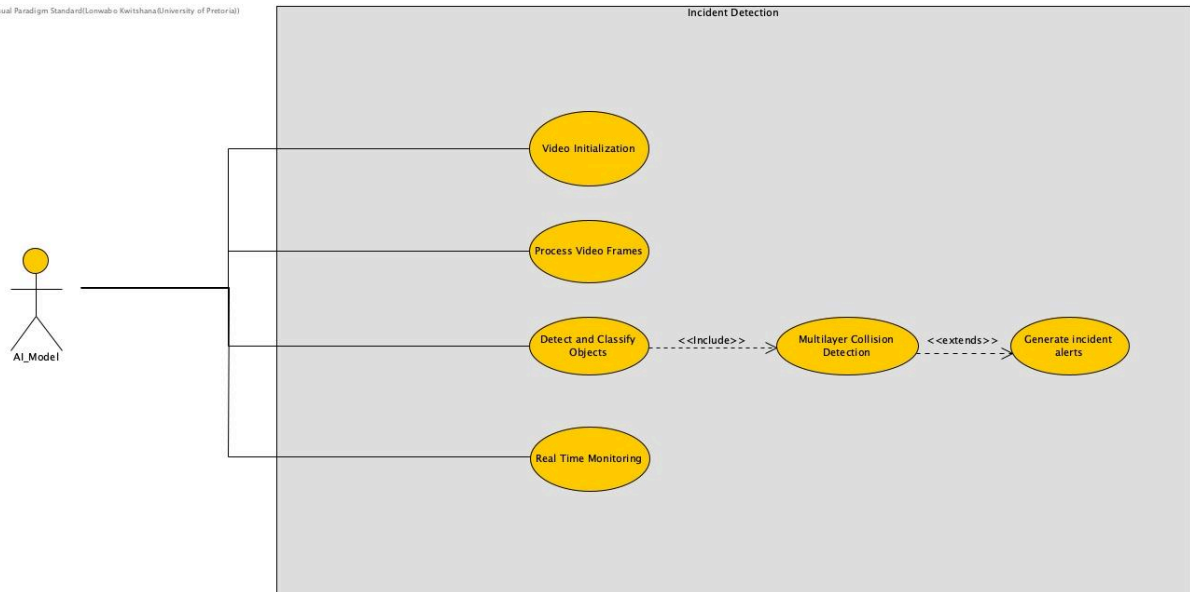 ual Paradigm Standard(Lonwabo Kwitshana(University of Pretoria))
Incident Detection
Video Initialization
Process Video Frames
AI_Model
Detect and Classify
Objects
<<Include>>
Multilayer Collision
Detection
<<extends>>
Generate incident
alerts
Real Time Monitoring